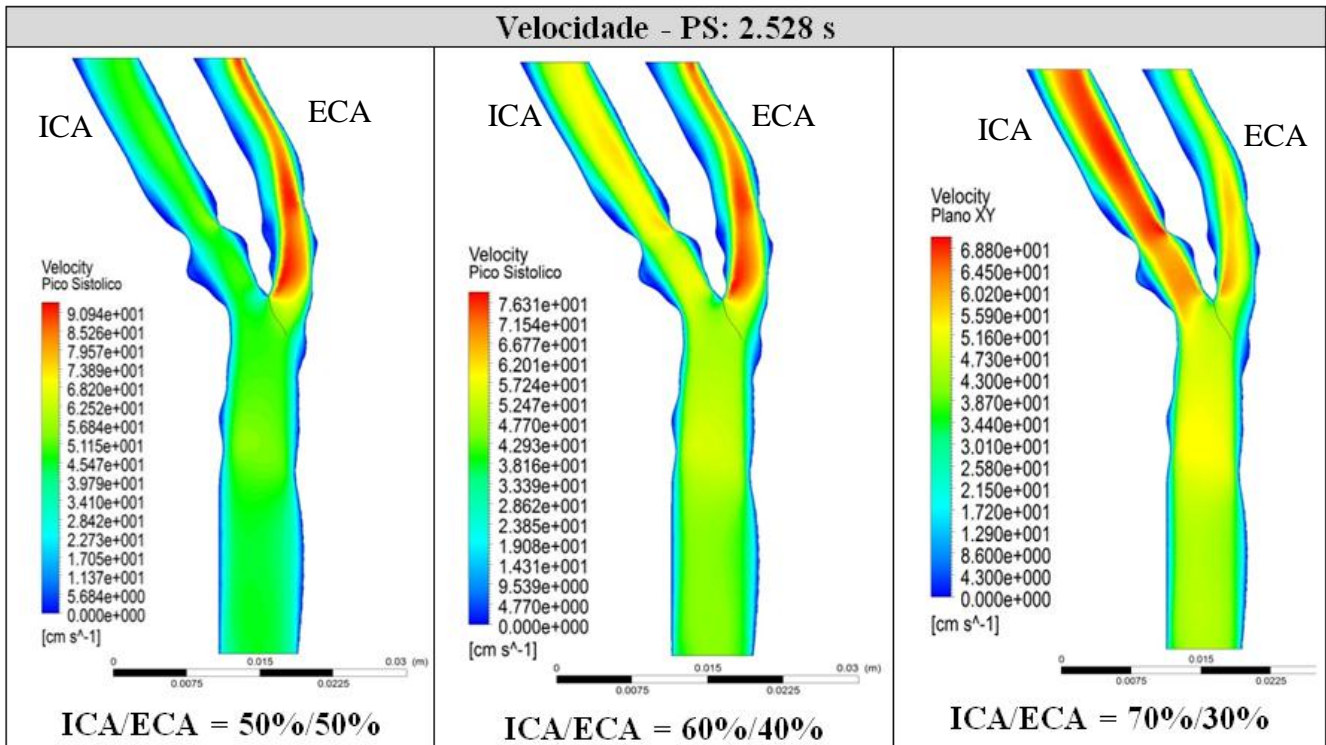 Velocidade - PS: 2.528 s
ICA
ECA
Velocity
Pico Sistolico
9.094e+001
8.526e+001
7.957e+001
7.389e+001
6.820e+001
6.252e+001
5.684e+001
5.115e+001
4.547e+001
3.979e+001
3.410e+001
2.842e+001
2.273e+001
1.705e+001
1.137e+001
5.684e+000
0.000e+000
[cm s^-1]
0 0.015 0.03 (m)
0.0075 0.0225
ICA/ECA = 50%/50%
ICA
ECA
Velocity
Pico Sistolico
7.631e+001
7.154e+001
6.677e+001
6.201e+001
5.724e+001
5.247e+001
4.770e+001
4.293e+001
3.816e+001
3.339e+001
2.862e+001
2.385e+001
1.908e+001
1.431e+001
9.539e+000
4.770e+000
0.000e+000
[cm s^-1]
0 0.015 0.03 (m)
0.0075 0.0225
ICA/ECA = 60%/40%
ICA
ECA
Velocity
Plano XY
6.880e+001
6.450e+001
6.020e+001
5.590e+001
5.160e+001
4.730e+001
4.300e+001
3.870e+001
3.440e+001
3.010e+001
2.580e+001
2.150e+001
1.720e+001
1.290e+001
8.600e+000
4.300e+000
0.000e+000
[cm s^-1]
0 0.015
0.0075 0.0225
ICA/ECA = 70%/30%